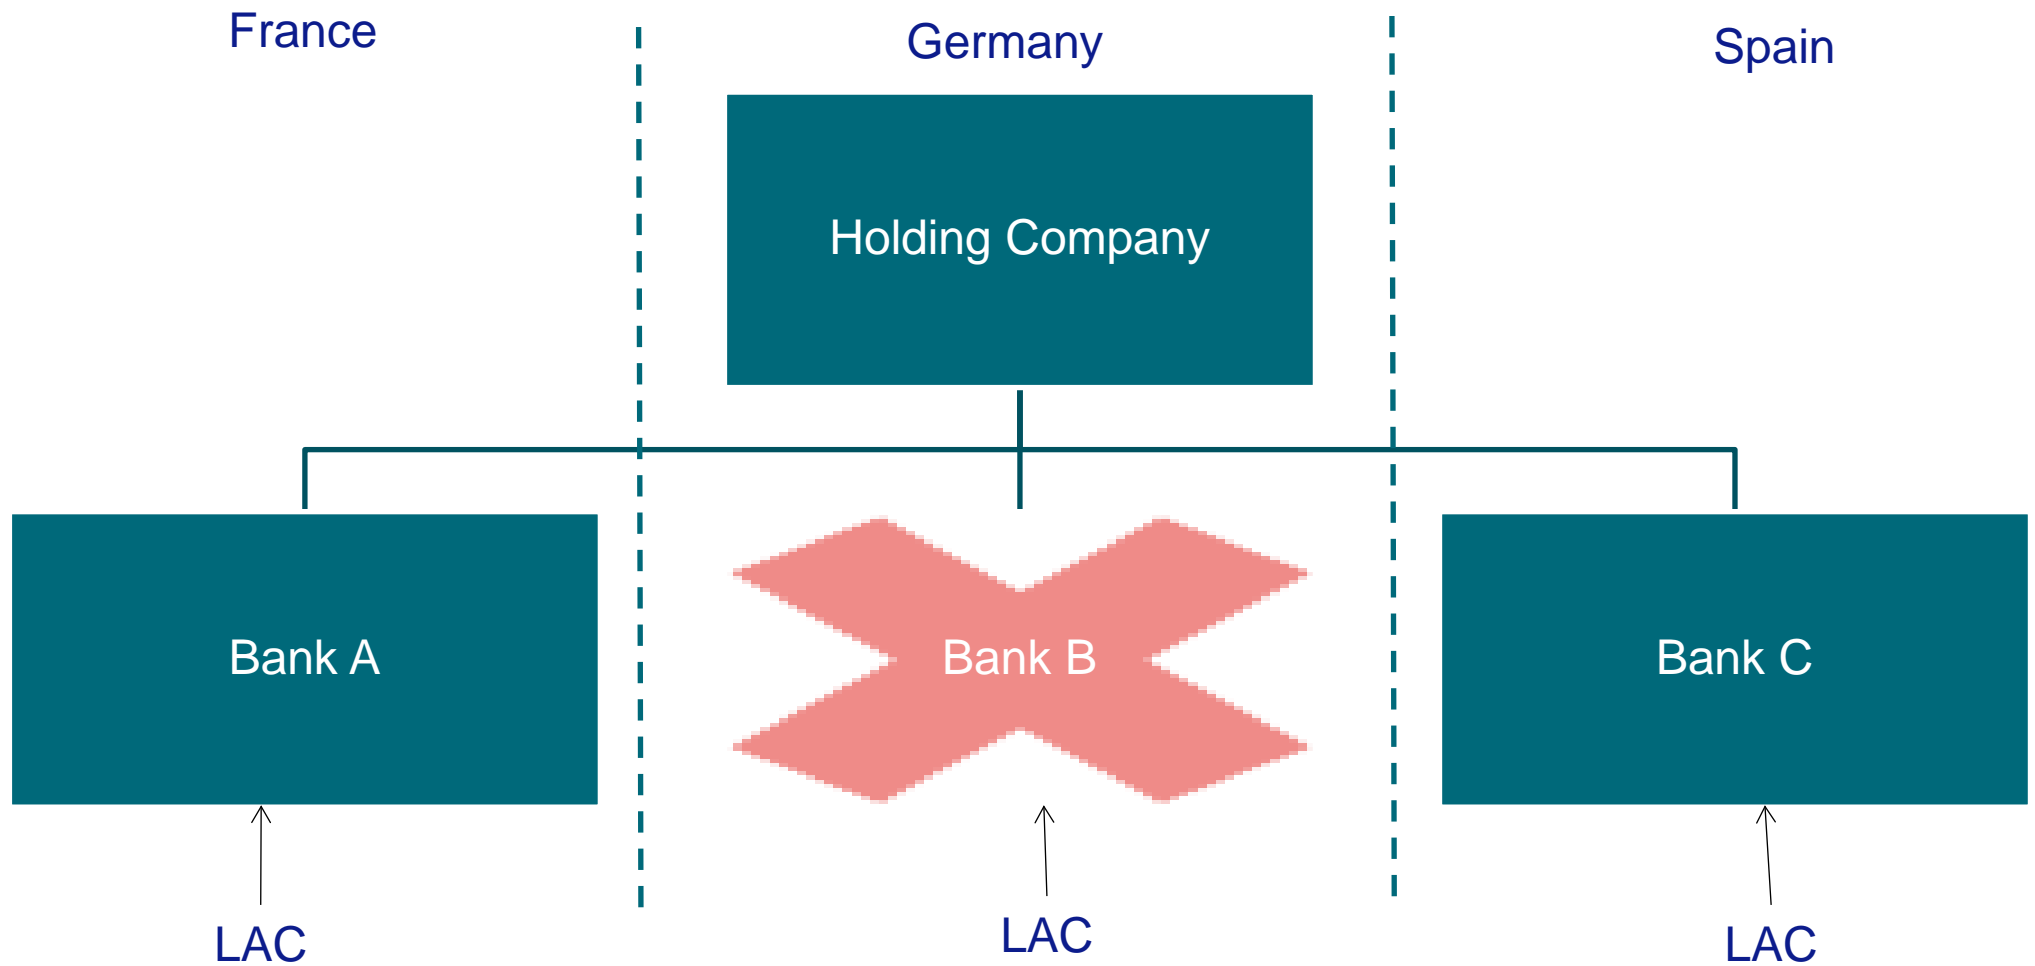 France
Germany
Spain
Holding Company
Bank A
Bank B
Bank C
LAC
LAC
LAC